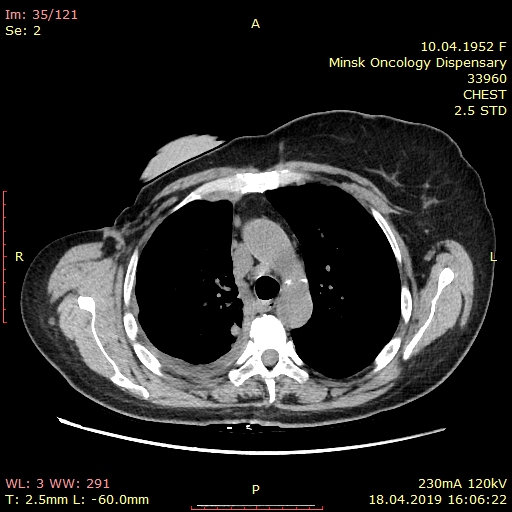 Im: 35/121
Se: 2
A
10.04.1952 F
Minsk Oncology Dispensary
33960
CHEST
2.5 STD
R
L
WL: 3 WW: 291
T: 2.5mm L: -60.0mm
P
230mA 120kV
18.04.2019 16:06:22